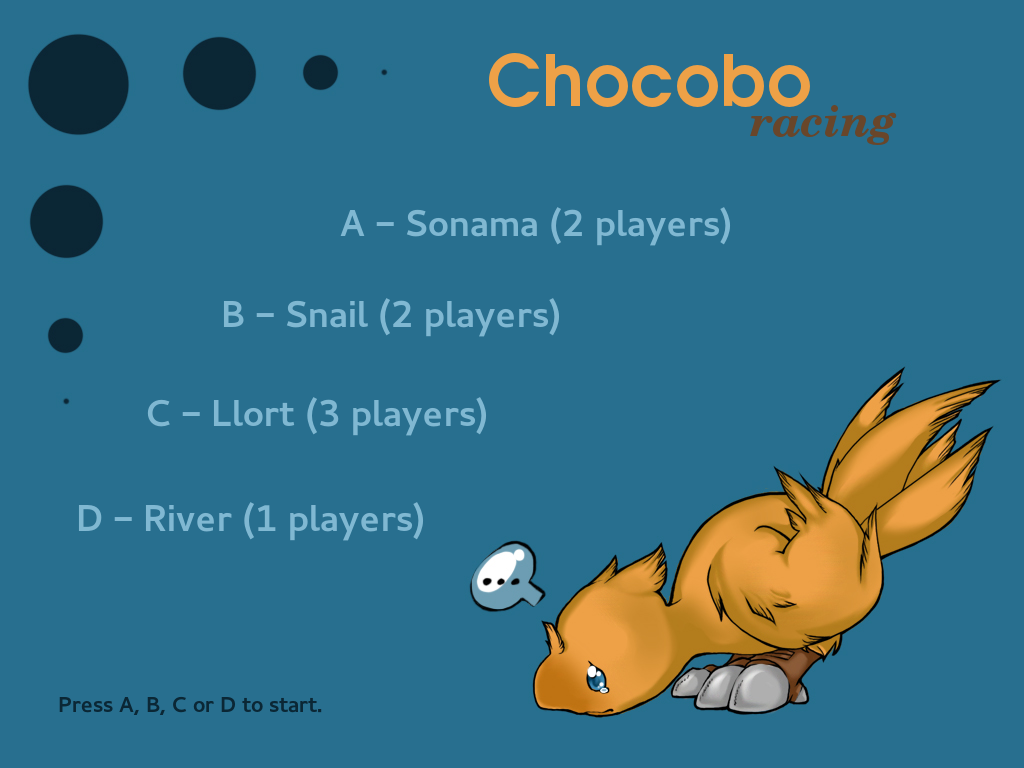 Chocobo
racing
A – Sonama (2 players)
B – Snail (2 players)
C – Llort (3 players)
D – River (1 players)
Press A, B, C or D to start.